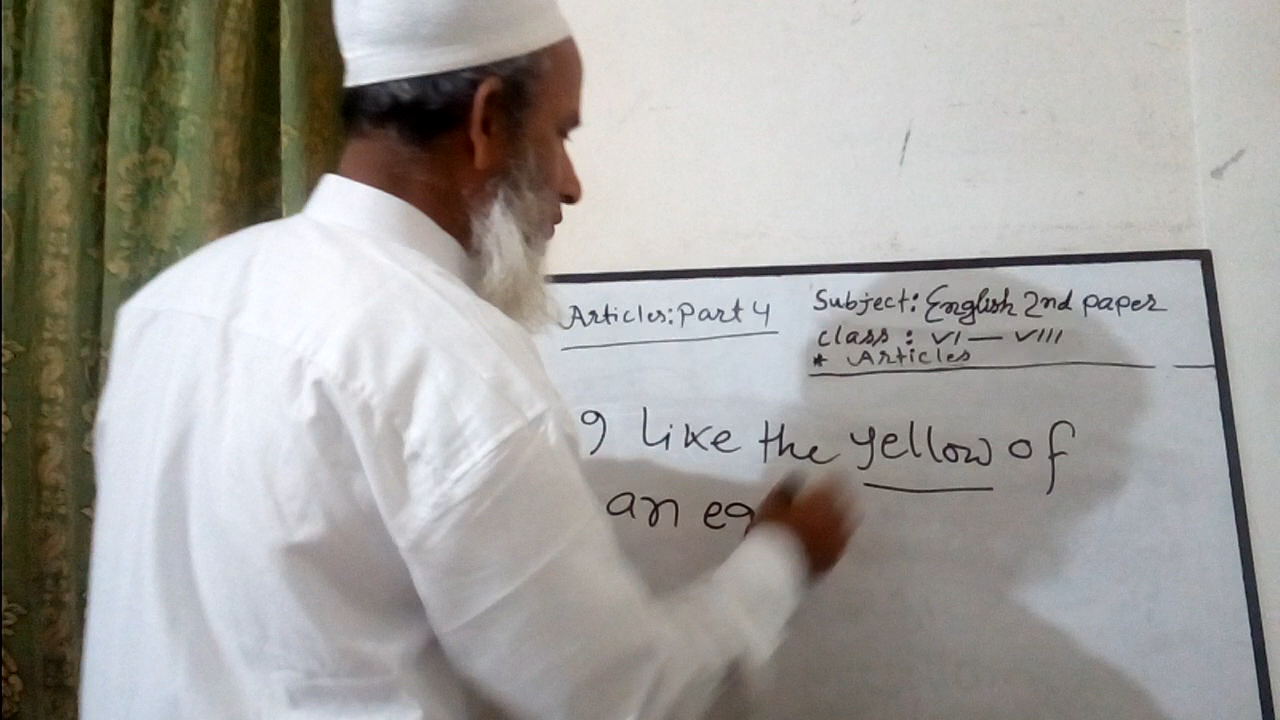 Articles: Part 4
Subject: English 2nd paper
class : VI — VIII
* Articles
I like the yellow of
an eg